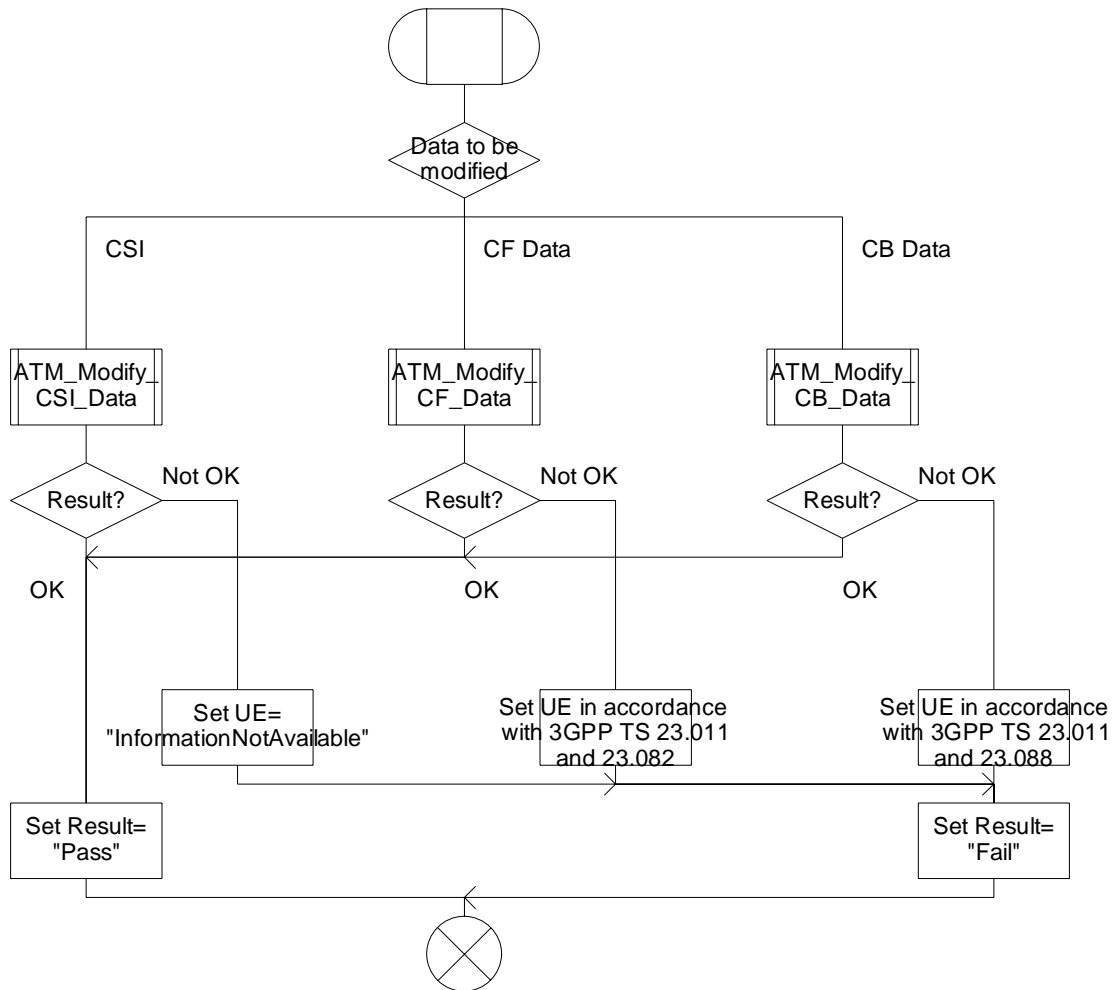 Data to be
modified
CSI
CF Data
CB Data
ATM_Modify_
CSI_Data
ATM_Modify_
CF_Data
ATM_Modify_
CB_Data
Result?
Not OK
Result?
Not OK
Result?
Not OK
OK
OK
OK
Set UE=
"InformationNotAvailable"
Set UE in accordance
with 3GPP TS 23.011
and 23.082
Set UE in accordance
with 3GPP TS 23.011
and 23.088
Set Result=
"Pass"
Set Result=
"Fail"